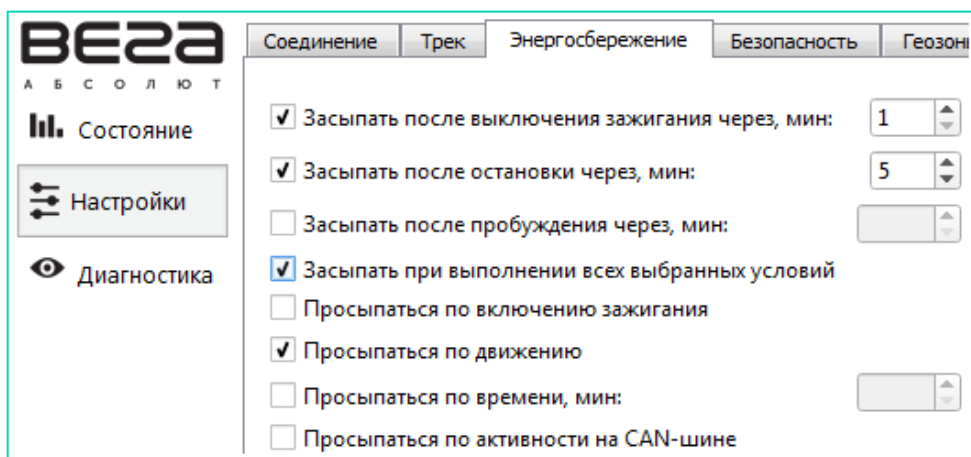 ВЕГА
АБСОЛЮТ
Состояние
Настройки
Диагностика
Соединение Трек Энергосбережение Безопасность Геозоны
Засыпать после выключения зажигания через, мин: 1
Засыпать после остановки через, мин: 5
Засыпать после пробуждения через, мин:
Засыпать при выполнении всех выбранных условий
Просыпаться по включению зажигания
Просыпаться по движению
Просыпаться по времени, мин:
Просыпаться по активности на CAN-шине